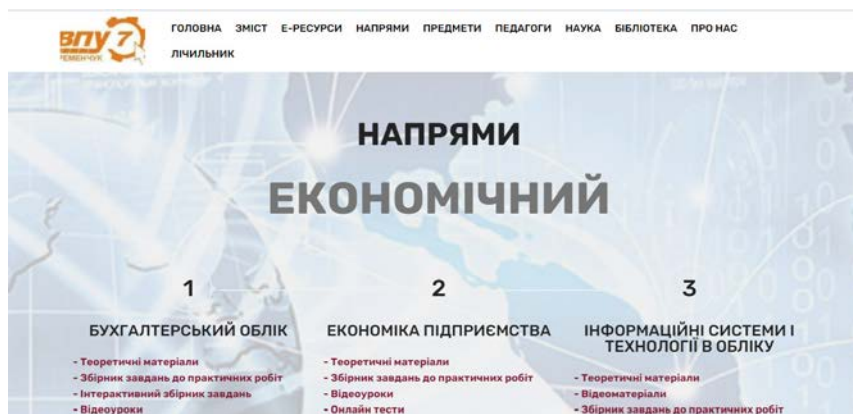 ВПУ 7
РЕМЕНЧУК
ГОЛОВНА ЗМІСТ Е-РЕСУРСИ НАПРЯМИ ПРЕДМЕТИ ПЕДАГОГИ НАУКА БІБЛІОТЕКА ПРО НАС
ЛІЧИЛЬНИК
НАПРЯМИ
ЕКОНОМІЧНИЙ
1
БУХГАЛТЕРСЬКИЙ ОБЛІК
- Теоретичні матеріали
- Збірник завдань до практичних робіт
- Інтерактивний збірник завдань
- Відеоуроки
2
ЕКОНОМІКА ПІДПРИЄМСТВА
- Теоретичні матеріали
- Збірник завдань до практичних робіт
- Відеоуроки
- Онлайн тести
3
ІНФОРМАЦІЙНІ СИСТЕМИ І
ТЕХНОЛОГІЇ В ОБЛІКУ
- Теоретичні матеріали
- Відеоматеріали
- Збірник завдань до практичних робіт